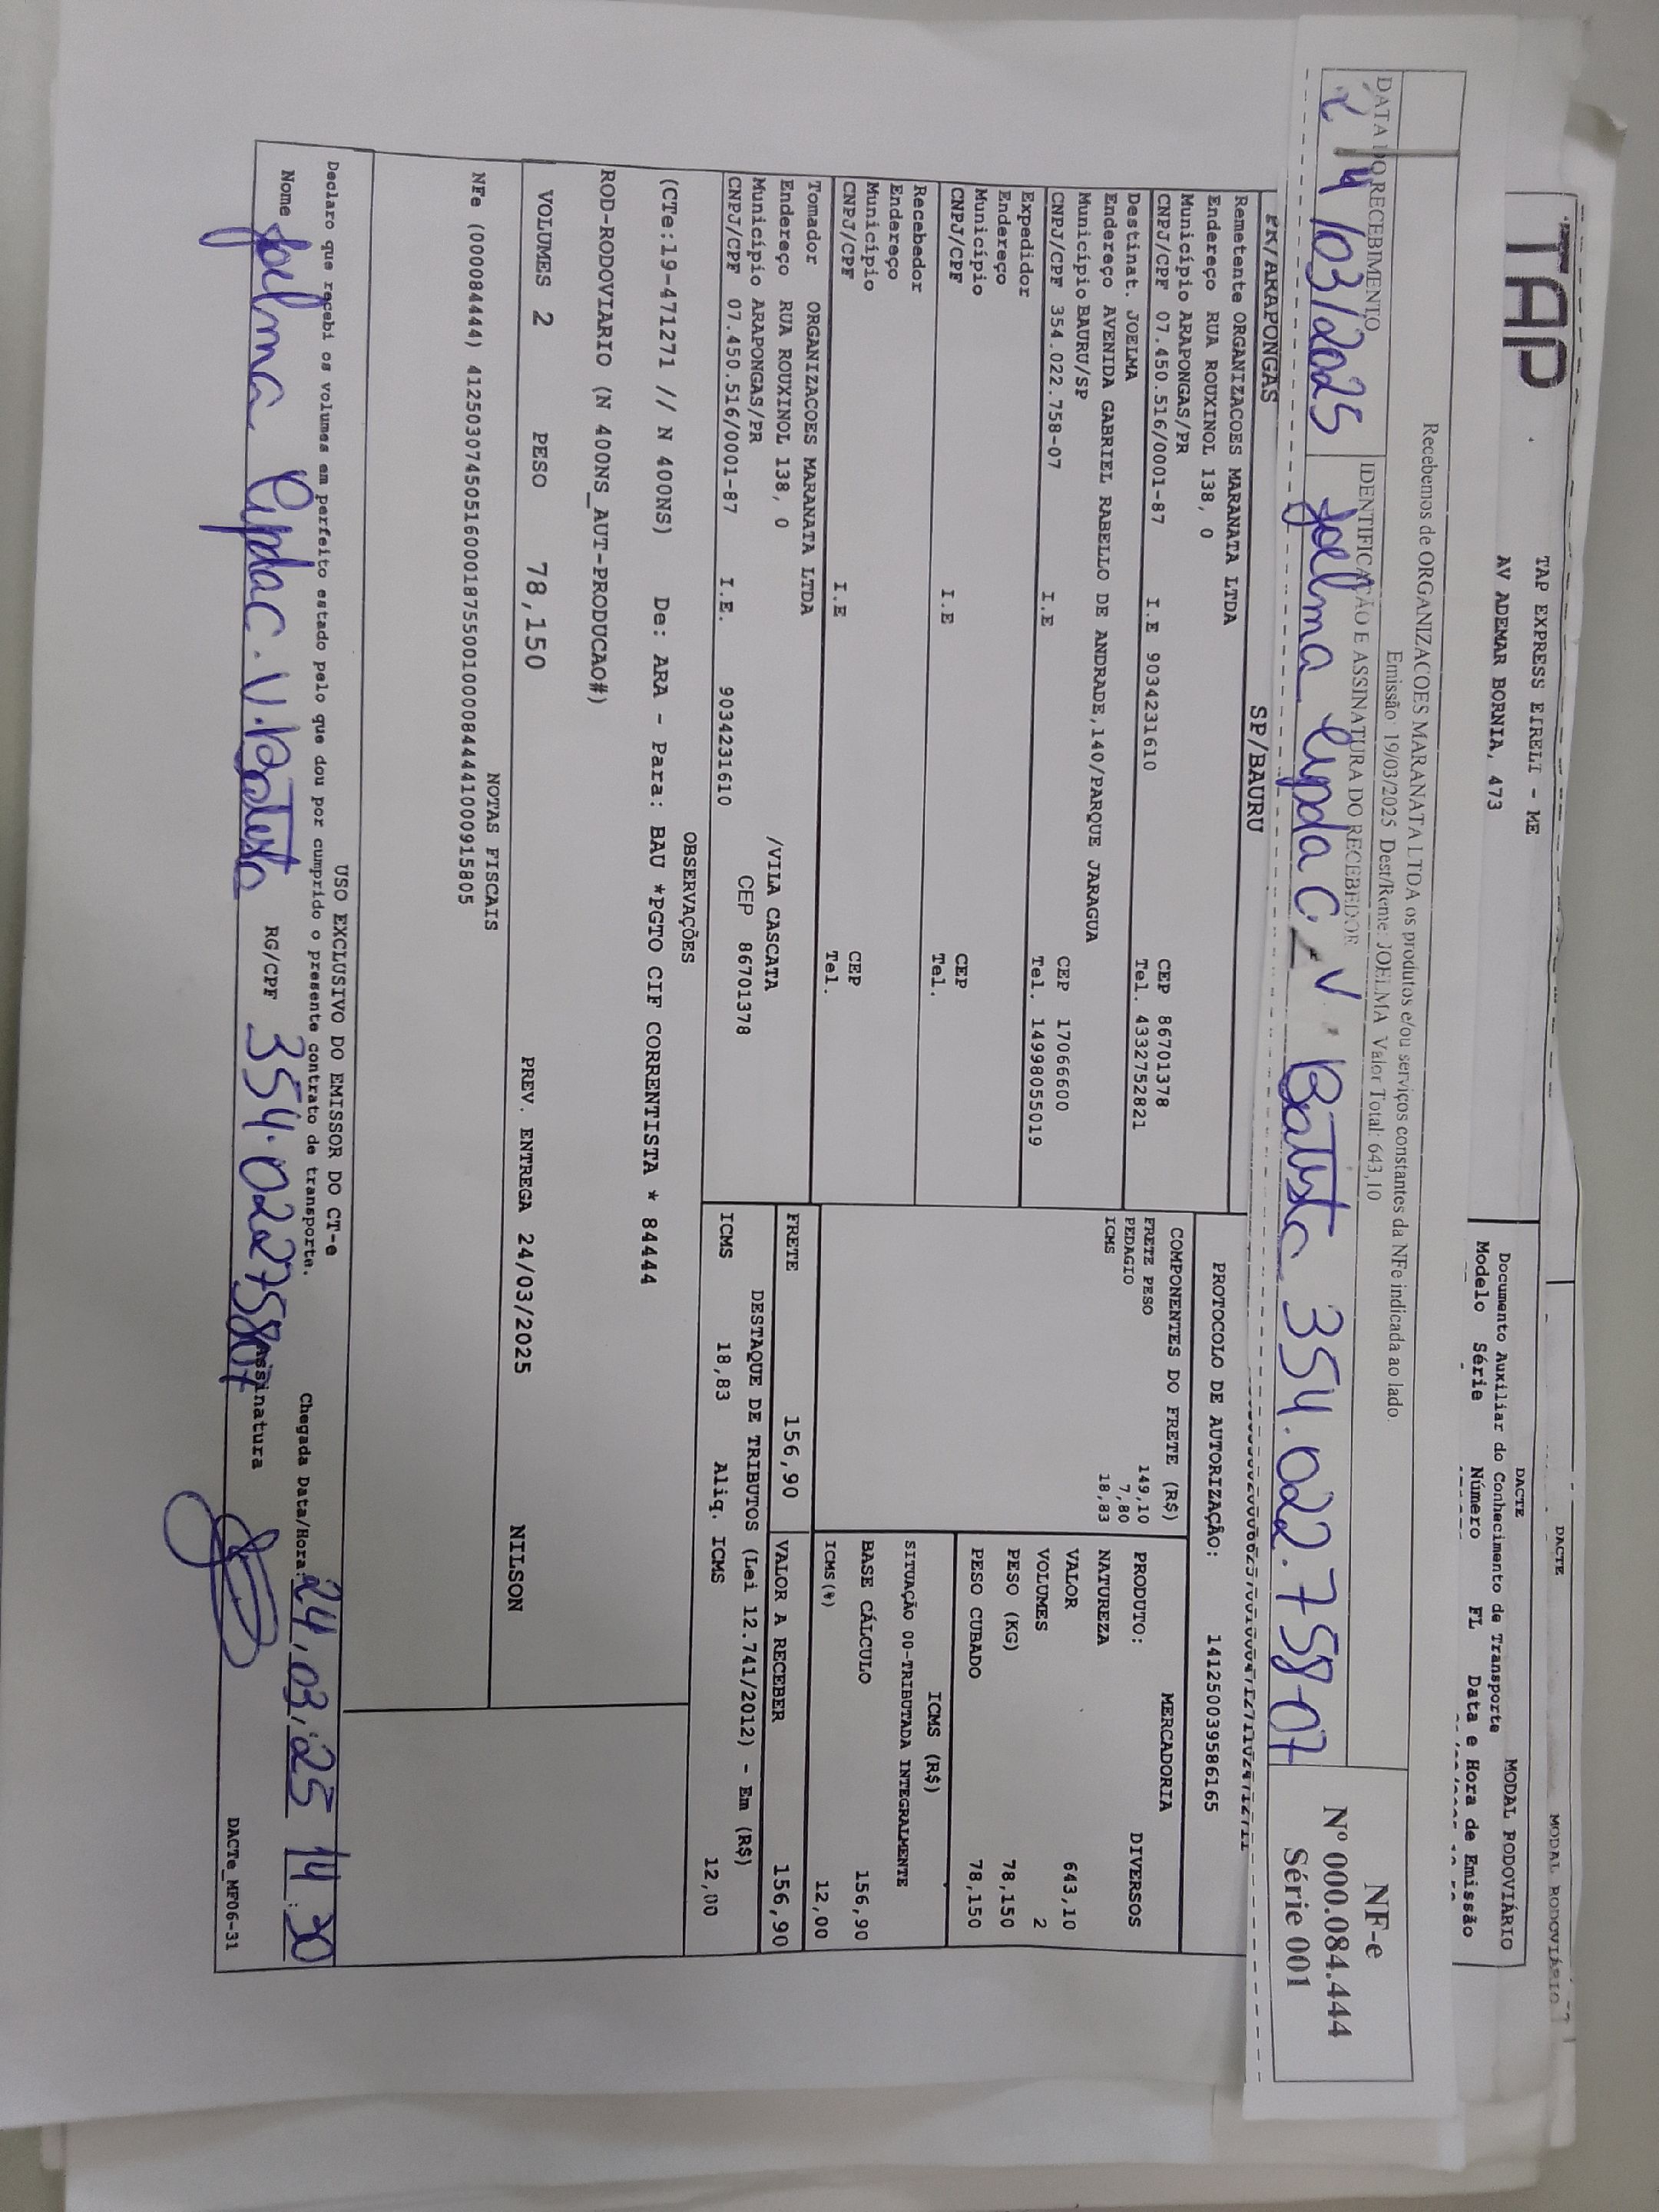 DACTE
MODAL RODOVIÁRIO
TAP
TAP EXPRESS EIRELI - ME
AV ADEMAR BORNIA, 473
DACTE
Documento Auxiliar do Conhecimento de Transporte
MODAL RODOVIÁRIO
Modelo Série Número FL Data e Hora de Emissão
Recebemos de ORGANIZACOES MARANATA LTDA os produtos e/ou serviços constantes da NFe indicada ao lado.
Emissão: 19/03/2025 Dest/Reme: JOELMA Valor Total: 643,10
DATA DO RECEBIMENTO
IDENTIFICAÇÃO E ASSINATURA DO RECEBEDOR
24/03/2025
Joelma C. V. Batista 354.022.758-07
NF-e
Nº 000.084.444
Série 001
PR/ARAPONGAS
SP/BAURU
PROTOCOLO DE AUTORIZAÇÃO: 141250039586165
Remetente ORGANIZACOES MARANATA LTDA
Endereço RUA ROUXINOL 138, 0
Município ARAPONGAS/PR CEP 86701378
CNPJ/CPF 07.450.516/0001-87 I.E 9034231610 Tel. 4332752821
Destinat. JOELMA
Endereço AVENIDA GABRIEL RABELLO DE ANDRADE,140/PARQUE JARAGUA
Município BAURU/SP CEP 17066600
CNPJ/CPF 354.022.758-07 I.E Tel. 14998055019
Expedidor
Endereço
Município CEP
CNPJ/CPF I.E Tel.
Recebedor
Endereço
Município CEP
CNPJ/CPF I.E Tel.
Tomador ORGANIZACOES MARANATA LTDA
Endereço RUA ROUXINOL 138, 0 /VILA CASCATA
Município ARAPONGAS/PR CEP 86701378
CNPJ/CPF 07.450.516/0001-87 I.E. 9034231610
COMPONENTES DO FRETE (R$)
FRETE PESO 149,10
PEDAGIO 7,80
ICMS 18,83
MERCADORIA
PRODUTO: DIVERSOS
NATUREZA
VALOR 643,10
VOLUMES 2
PESO (KG) 78,150
PESO CUBADO 78,150
ICMS (R$)
SITUAÇÃO 00-TRIBUTADA INTEGRALMENTE
BASE CÁLCULO 156,90
ICMS(%) 12,00
FRETE 156,90
VALOR A RECEBER 156,90
DESTAQUE DE TRIBUTOS (Lei 12.741/2012) - Em (R$)
ICMS 18,83 Aliq. ICMS 12,00
OBSERVAÇÕES
(CTe:19-471271 // N 400NS) De: ARA - Para: BAU *PGTO CIF CORRENTISTA * 84444
ROD-RODOVIARIO (N 400NS_AUT-PRODUCAO#)
VOLUMES 2 PESO 78,150 PREV. ENTREGA 24/03/2025 NILSON
NOTAS FISCAIS
NFe (000084444) 41250307450516000187550010000844441000915805
USO EXCLUSIVO DO EMISSOR DO CT-e
Declaro que recebi os volumes em perfeito estado pelo que dou por cumprido o presente contrato de transporte.
Chegada Data/Hora: 24/03/25 14:30
Nome Joelma C. V. Batista RG/CPF 354.02275807 Assinatura
DACTe_MF06-31